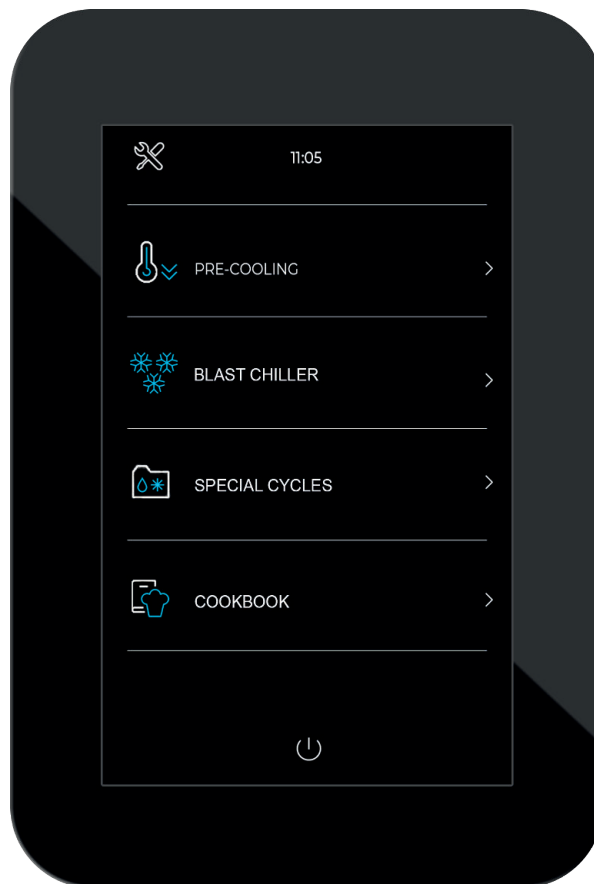 11:05
PRE-COOLING
BLAST CHILLER
SPECIAL CYCLES
COOKBOOK